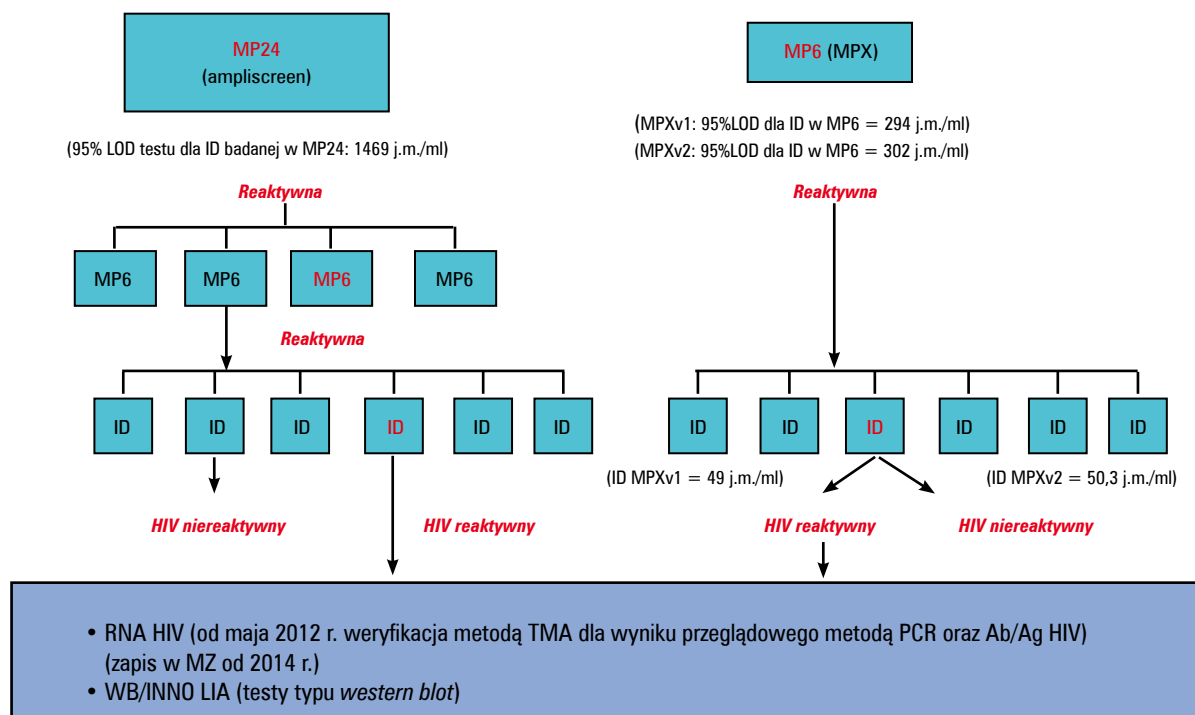 MP24
(ampliscreen)
MP6 (MPX)
(95% LOD testu dla ID badanej w MP24: 1469 j.m./ml)
(MPXv1: 95%LOD dla ID w MP6 = 294 j.m./ml)
(MPXv2: 95%LOD dla ID w MP6 = 302 j.m./ml)
Reaktywna
Reaktywna
MP6 MP6 MP6 MP6
Reaktywna
ID ID ID ID ID ID
ID ID ID ID ID ID
(ID MPXv1 = 49 j.m./ml)
(ID MPXv2 = 50,3 j.m./ml)
HIV niereaktywny
HIV reaktywny
HIV reaktywny
HIV niereaktywny
• RNA HIV (od maja 2012 r. weryfikacja metodą TMA dla wyniku przeglądowego metodą PCR oraz Ab/Ag HIV)
(zapis w MZ od 2014 r.)
• WB/INNO LIA (testy typu western blot)